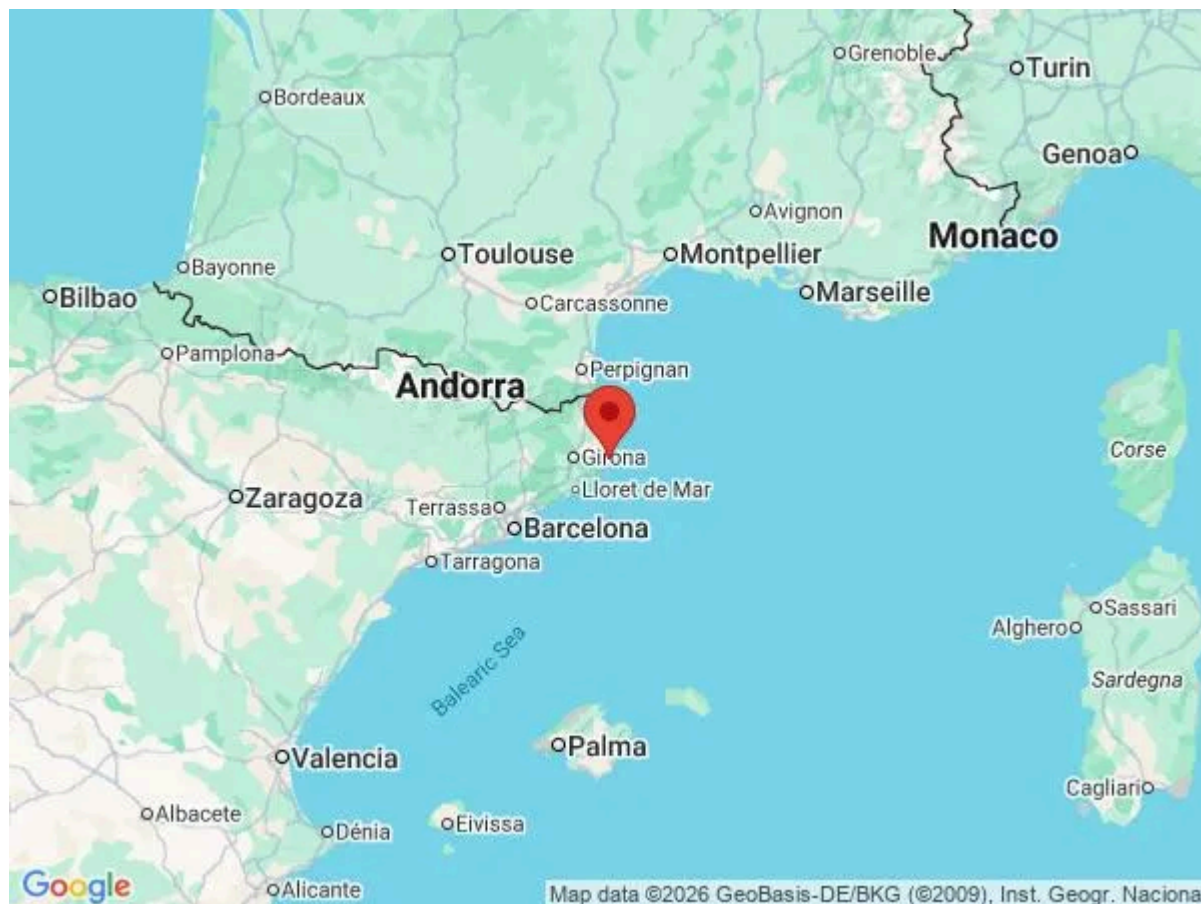 Grenoble
Turin
Bordeaux
Genoa
Avignon
Monaco
Toulouse
Montpellier
Bayonne
Marseille
Bilbao
Carcassonne
Pamplona
Perpignan
Andorra
Corse
Girona
Lloret de Mar
Zaragoza
Terrassa
Barcelona
Tarragona
Sassari
Alghero
Balearic Sea
Sardegna
Palma
Valencia
Cagliari
Albacete
Eivissa
Dénia
Google
Alicante
Map data ©2026 GeoBasis-DE/BKG (©2009), Inst. Geogr. Naciona